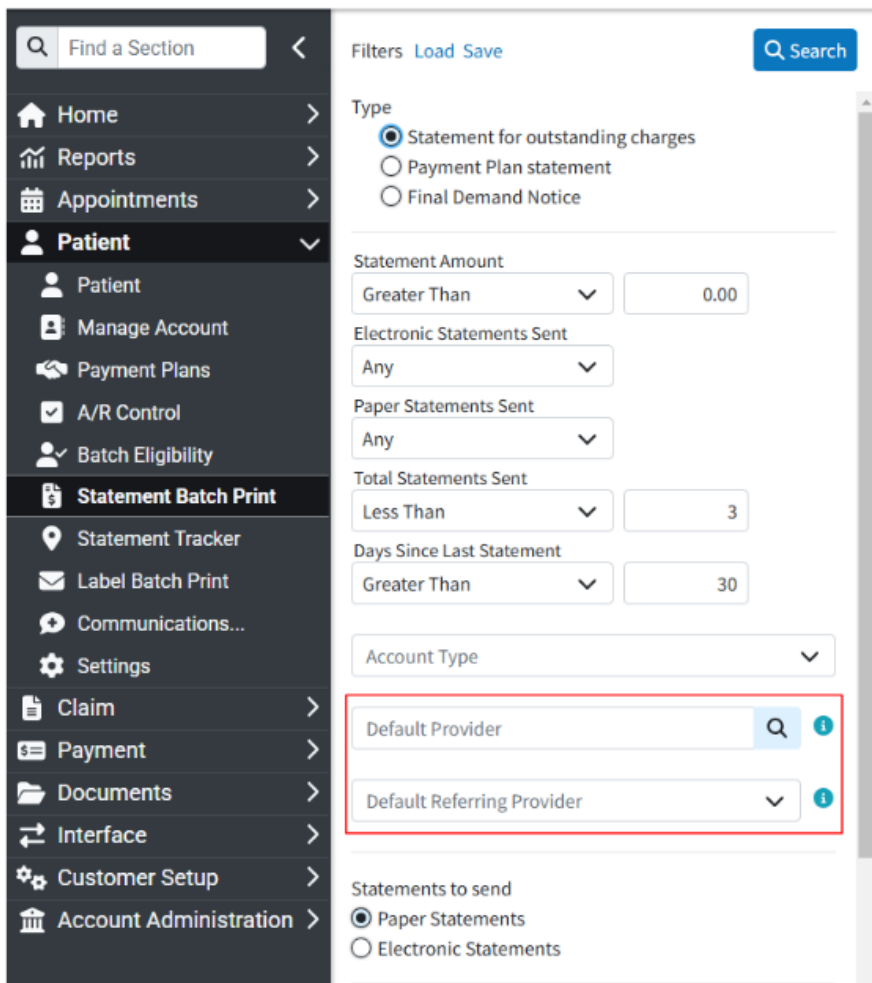 Find a Section
Home
Reports
Appointments
Patient
Patient
Manage Account
Payment Plans
A/R Control
Batch Eligibility
Statement Batch Print
Statement Tracker
Label Batch Print
Communications...
Settings
Claim
Payment
Documents
Interface
Customer Setup
Account Administration
Filters Load Save
Search
Type
Statement for outstanding charges
Payment Plan statement
Final Demand Notice
Statement Amount
Greater Than 0.00
Electronic Statements Sent
Any
Paper Statements Sent
Any
Total Statements Sent
Less Than 3
Days Since Last Statement
Greater Than 30
Account Type
Default Provider
Default Referring Provider
Statements to send
Paper Statements
Electronic Statements